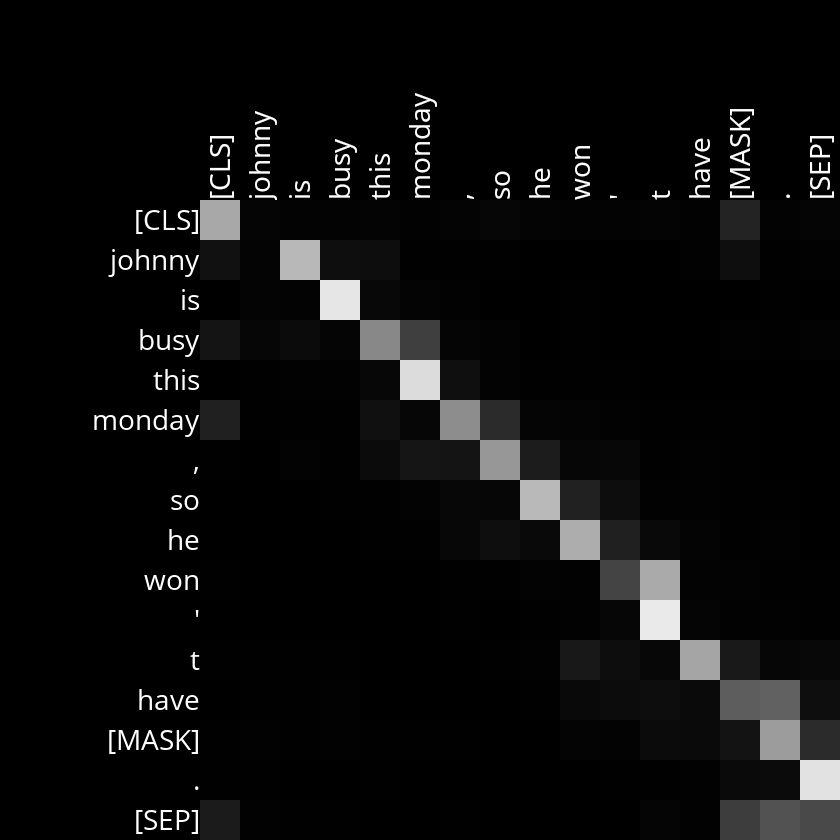 [CLS] johnny is busy this monday , so he won ' t have [MASK] . [SEP]
[CLS]
johnny
is
busy
this
monday
,
so
he
won
'
t
have
[MASK]
.
[SEP]